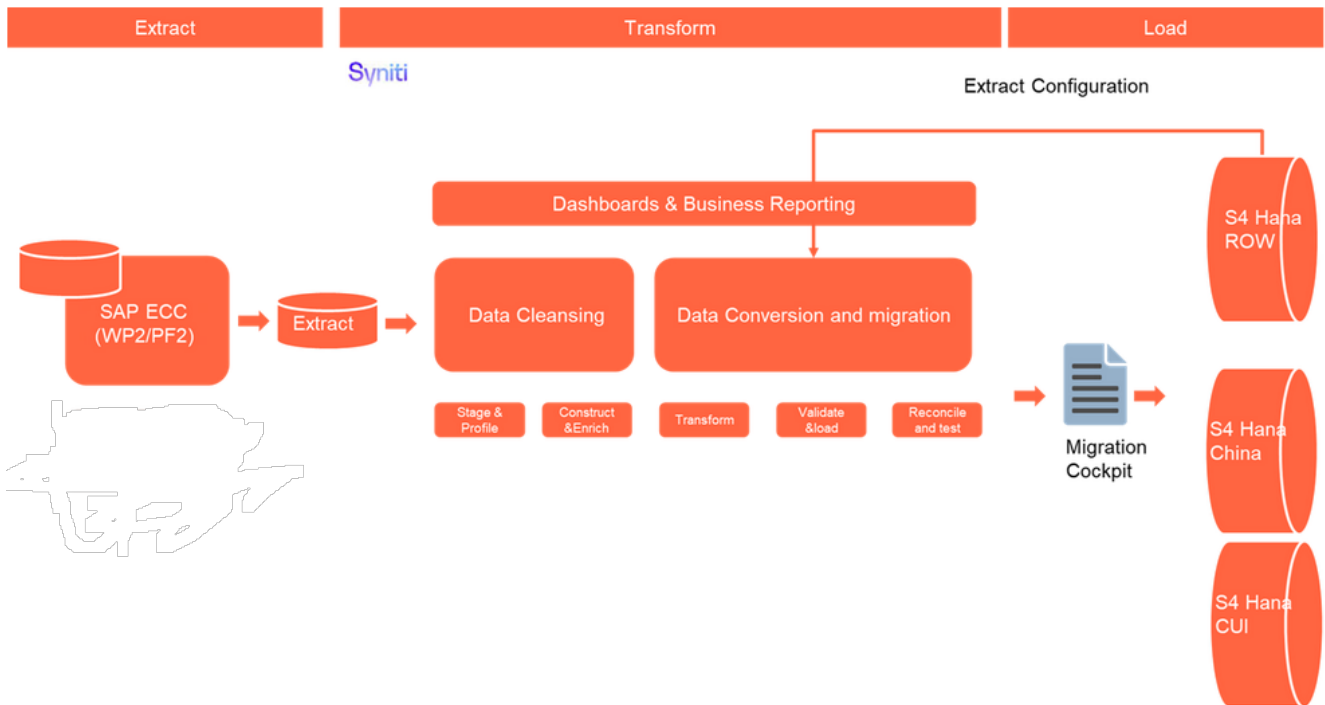 Extract
Transform
Load
Syniti
Extract Configuration
Dashboards & Business Reporting
S4 Hana
ROW
SAP ECC
(WP2/PF2)
Extract
Data Cleansing
Data Conversion and migration
Stage &
Profile
Construct
&Enrich
Transform
Validate
&load
Reconcile
and test
Migration
Cockpit
S4 Hana
China
S4 Hana
CUI